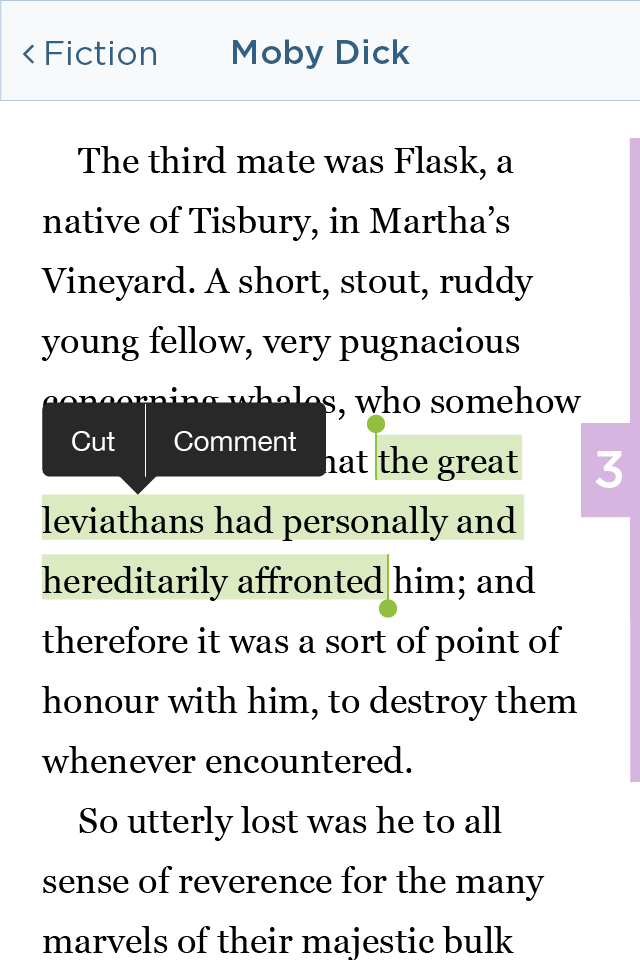 Fiction
Moby Dick
The third mate was Flask, a
native of Tisbury, in Martha’s
Vineyard. A short, stout, ruddy
young fellow, very pugnacious
concerning whales, who somehow
Cut
Comment
the great
3
leviathans had personally and
hereditarily affronted him; and
therefore it was a sort of point of
honour with him, to destroy them
whenever encountered.
So utterly lost was he to all
sense of reverence for the many
marvels of their majestic bulk